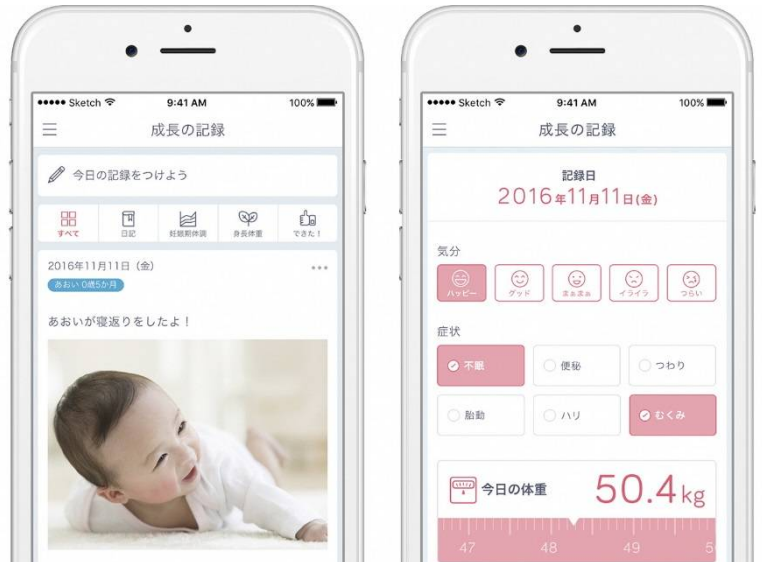 Sketch
9:41 AM
100%
成長の記録
今日の記録をつけよう
すべて
日記
妊娠期体調
身長体重
できた!
2016年11月11日(金)
あおい 0歳5か月
あおいが寝返りをしたよ!
Sketch
9:41 AM
100%
成長の記録
記録日
2016年11月11日(金)
気分
ハッピー
グッド
まぁまぁ
イライラ
つらい
症状
不眠
便秘
つわり
胎動
ハリ
むくみ
今日の体重
50.4kg
47
48
49
5